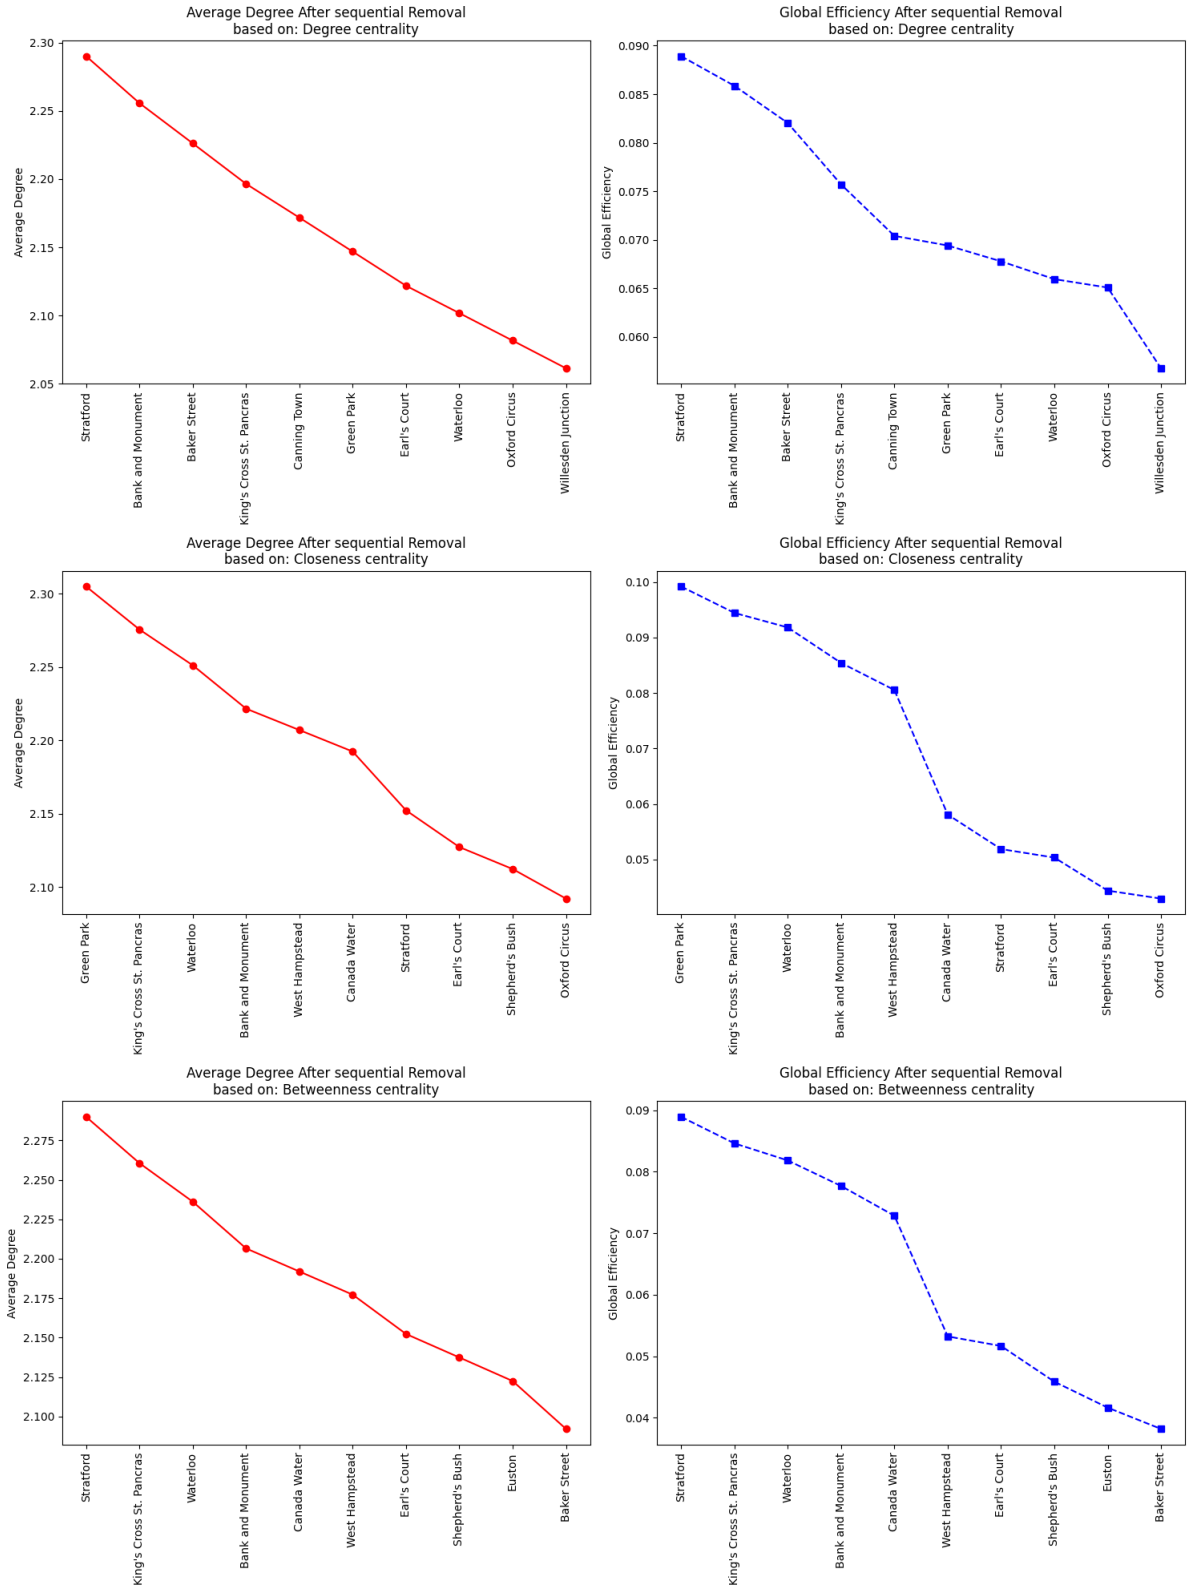 Average Degree After sequential Removal
based on: Degree centrality
2.30
2.25
2.20
2.15
2.10
2.05
Average Degree
Stratford
Bank and Monument
Baker Street
King's Cross St. Pancras
Canning Town
Green Park
Earl's Court
Waterloo
Oxford Circus
Willesden Junction
Global Efficiency After sequential Removal
based on: Degree centrality
0.090
0.085
0.080
0.075
0.070
0.065
0.060
Global Efficiency
Stratford
Bank and Monument
Baker Street
King's Cross St. Pancras
Canning Town
Green Park
Earl's Court
Waterloo
Oxford Circus
Willesden Junction
Average Degree After sequential Removal
based on: Closeness centrality
2.30
2.25
2.20
2.15
2.10
Average Degree
Green Park
King's Cross St. Pancras
Waterloo
Bank and Monument
West Hampstead
Canada Water
Stratford
Earl's Court
Shepherd's Bush
Oxford Circus
Global Efficiency After sequential Removal
based on: Closeness centrality
0.10
0.09
0.08
0.07
0.06
0.05
Global Efficiency
Green Park
King's Cross St. Pancras
Waterloo
Bank and Monument
West Hampstead
Canada Water
Stratford
Earl's Court
Shepherd's Bush
Oxford Circus
Average Degree After sequential Removal
based on: Betweenness centrality
2.275
2.250
2.225
2.200
2.175
2.150
2.125
2.100
Average Degree
Stratford
King's Cross St. Pancras
Waterloo
Bank and Monument
Canada Water
West Hampstead
Earl's Court
Shepherd's Bush
Euston
Baker Street
Global Efficiency After sequential Removal
based on: Betweenness centrality
0.09
0.08
0.07
0.06
0.05
0.04
Global Efficiency
Stratford
King's Cross St. Pancras
Waterloo
Bank and Monument
Canada Water
West Hampstead
Earl's Court
Shepherd's Bush
Euston
Baker Street